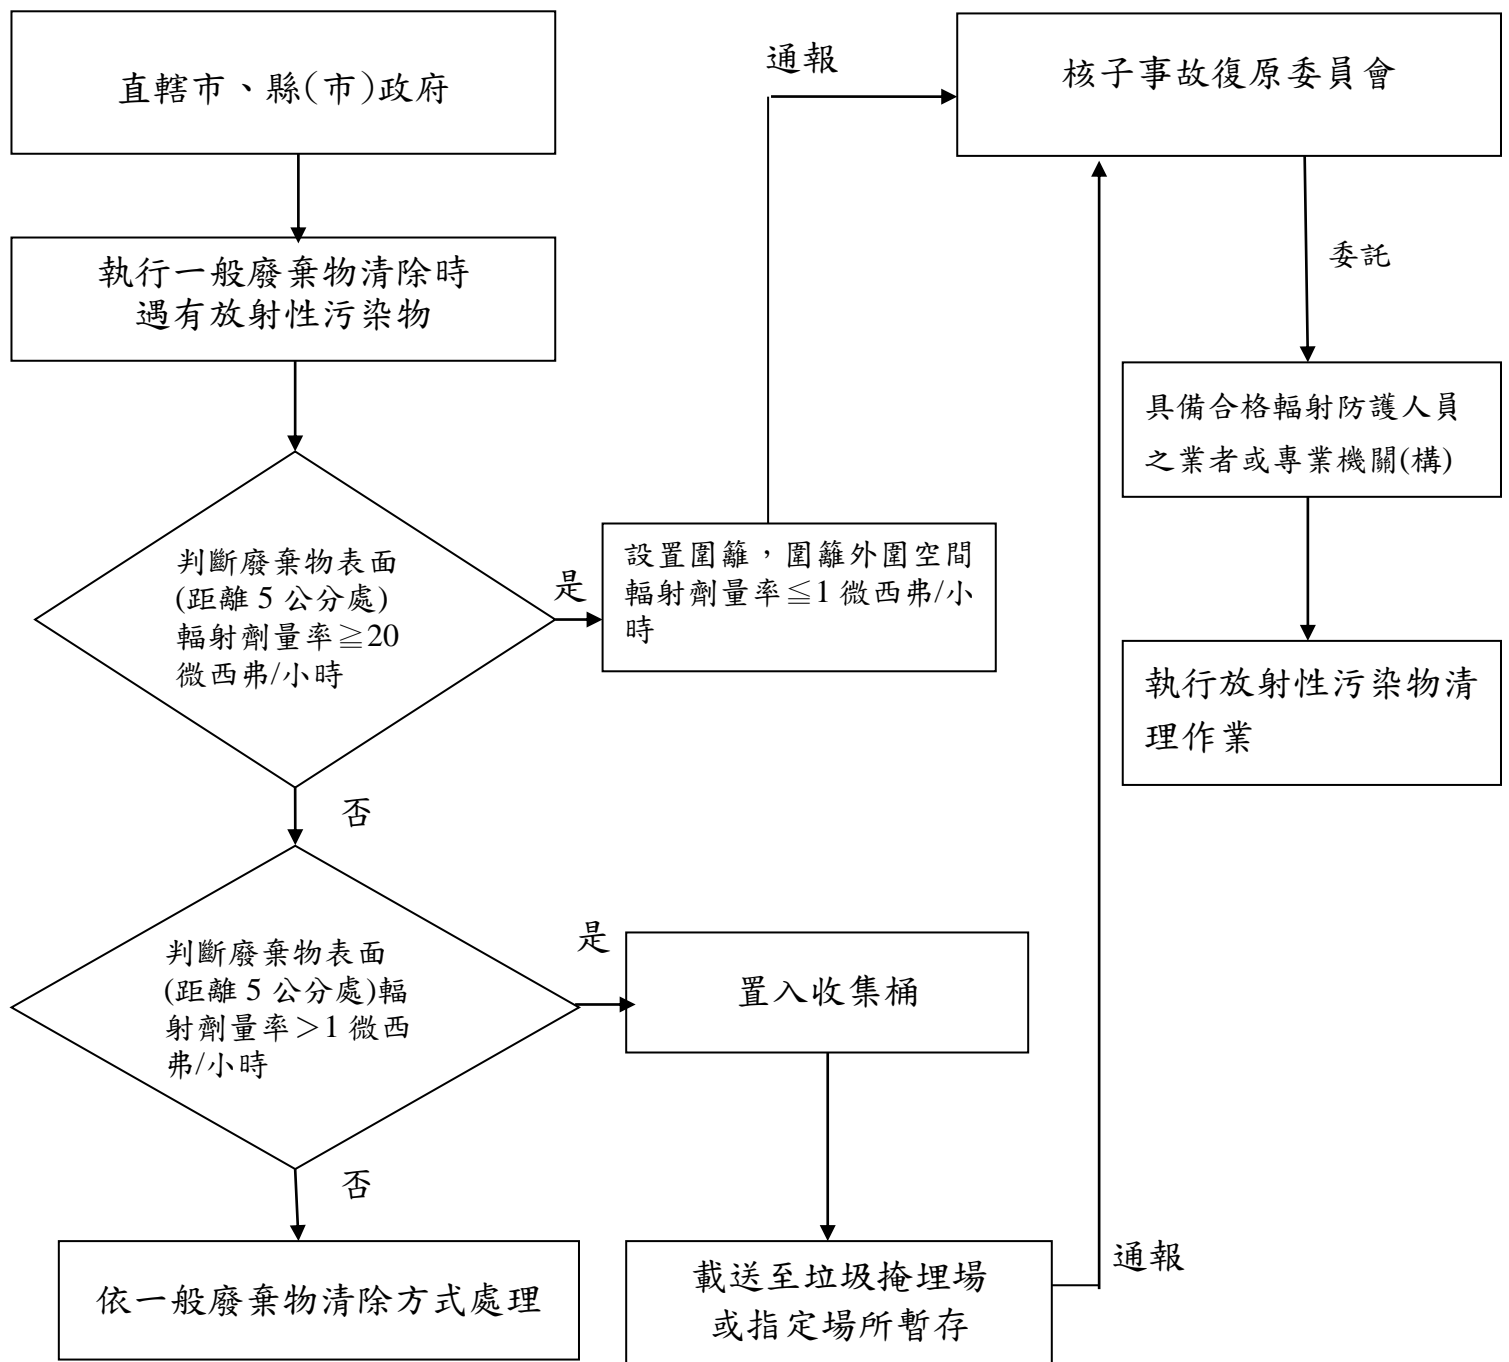 直轄市、縣(市)政府
執行一般廢棄物清除時
遇有放射性污染物
判斷廢棄物表面
(距離 5 公分處)
輻射劑量率≧20
微西弗/小時
是
設置圍籬，圍籬外圍空間
輻射劑量率≦1 微西弗/小
時
通報
核子事故復原委員會
委託
具備合格輻射防護人員
之業者或專業機關(構)
執行放射性污染物清
理作業
否
判斷廢棄物表面
(距離 5 公分處)輻
射劑量率＞1 微西
弗/小時
是
置入收集桶
載送至垃圾掩埋場
或指定場所暫存
通報
否
依一般廢棄物清除方式處理